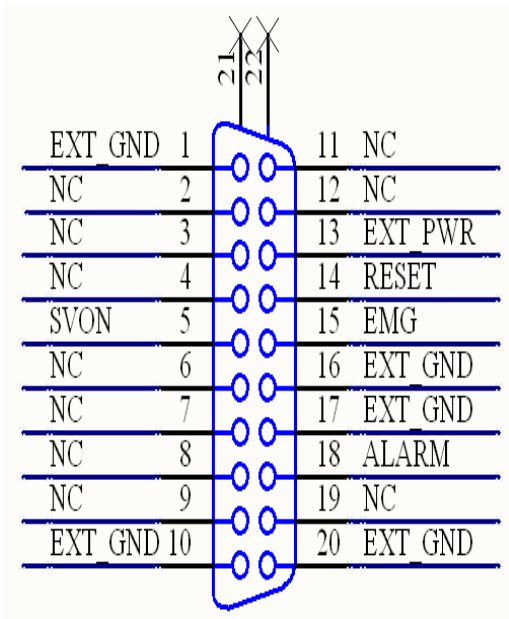 21 22
EXT_GND 1 11 NC
NC 2 12 NC
NC 3 13 EXT_PWR
NC 4 14 RESET
SVON 5 15 EMG
NC 6 16 EXT_GND
NC 7 17 EXT_GND
NC 8 18 ALARM
NC 9 19 NC
EXT_GND 10 20 EXT_GND